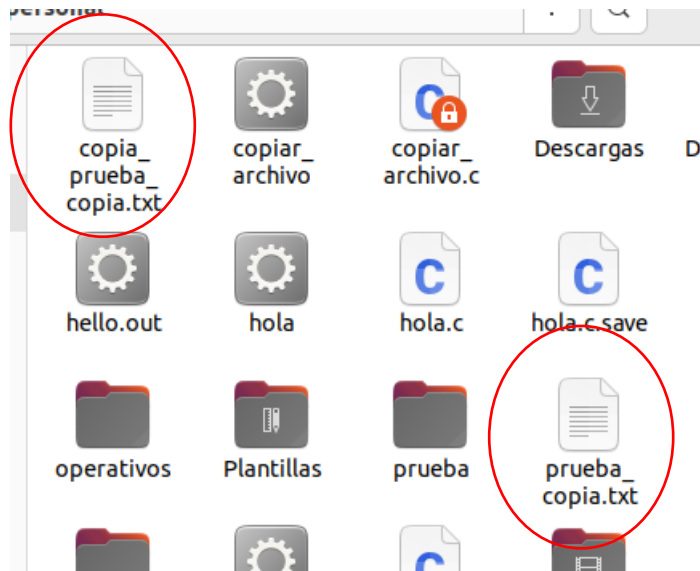 personal
copia_
prueba_
copia.txt
copiar_
archivo
copiar_
archivo.c
Descargas
D
hello.out
hola
hola.c
hola.c.save
operativos
Plantillas
prueba
prueba_
copia.txt